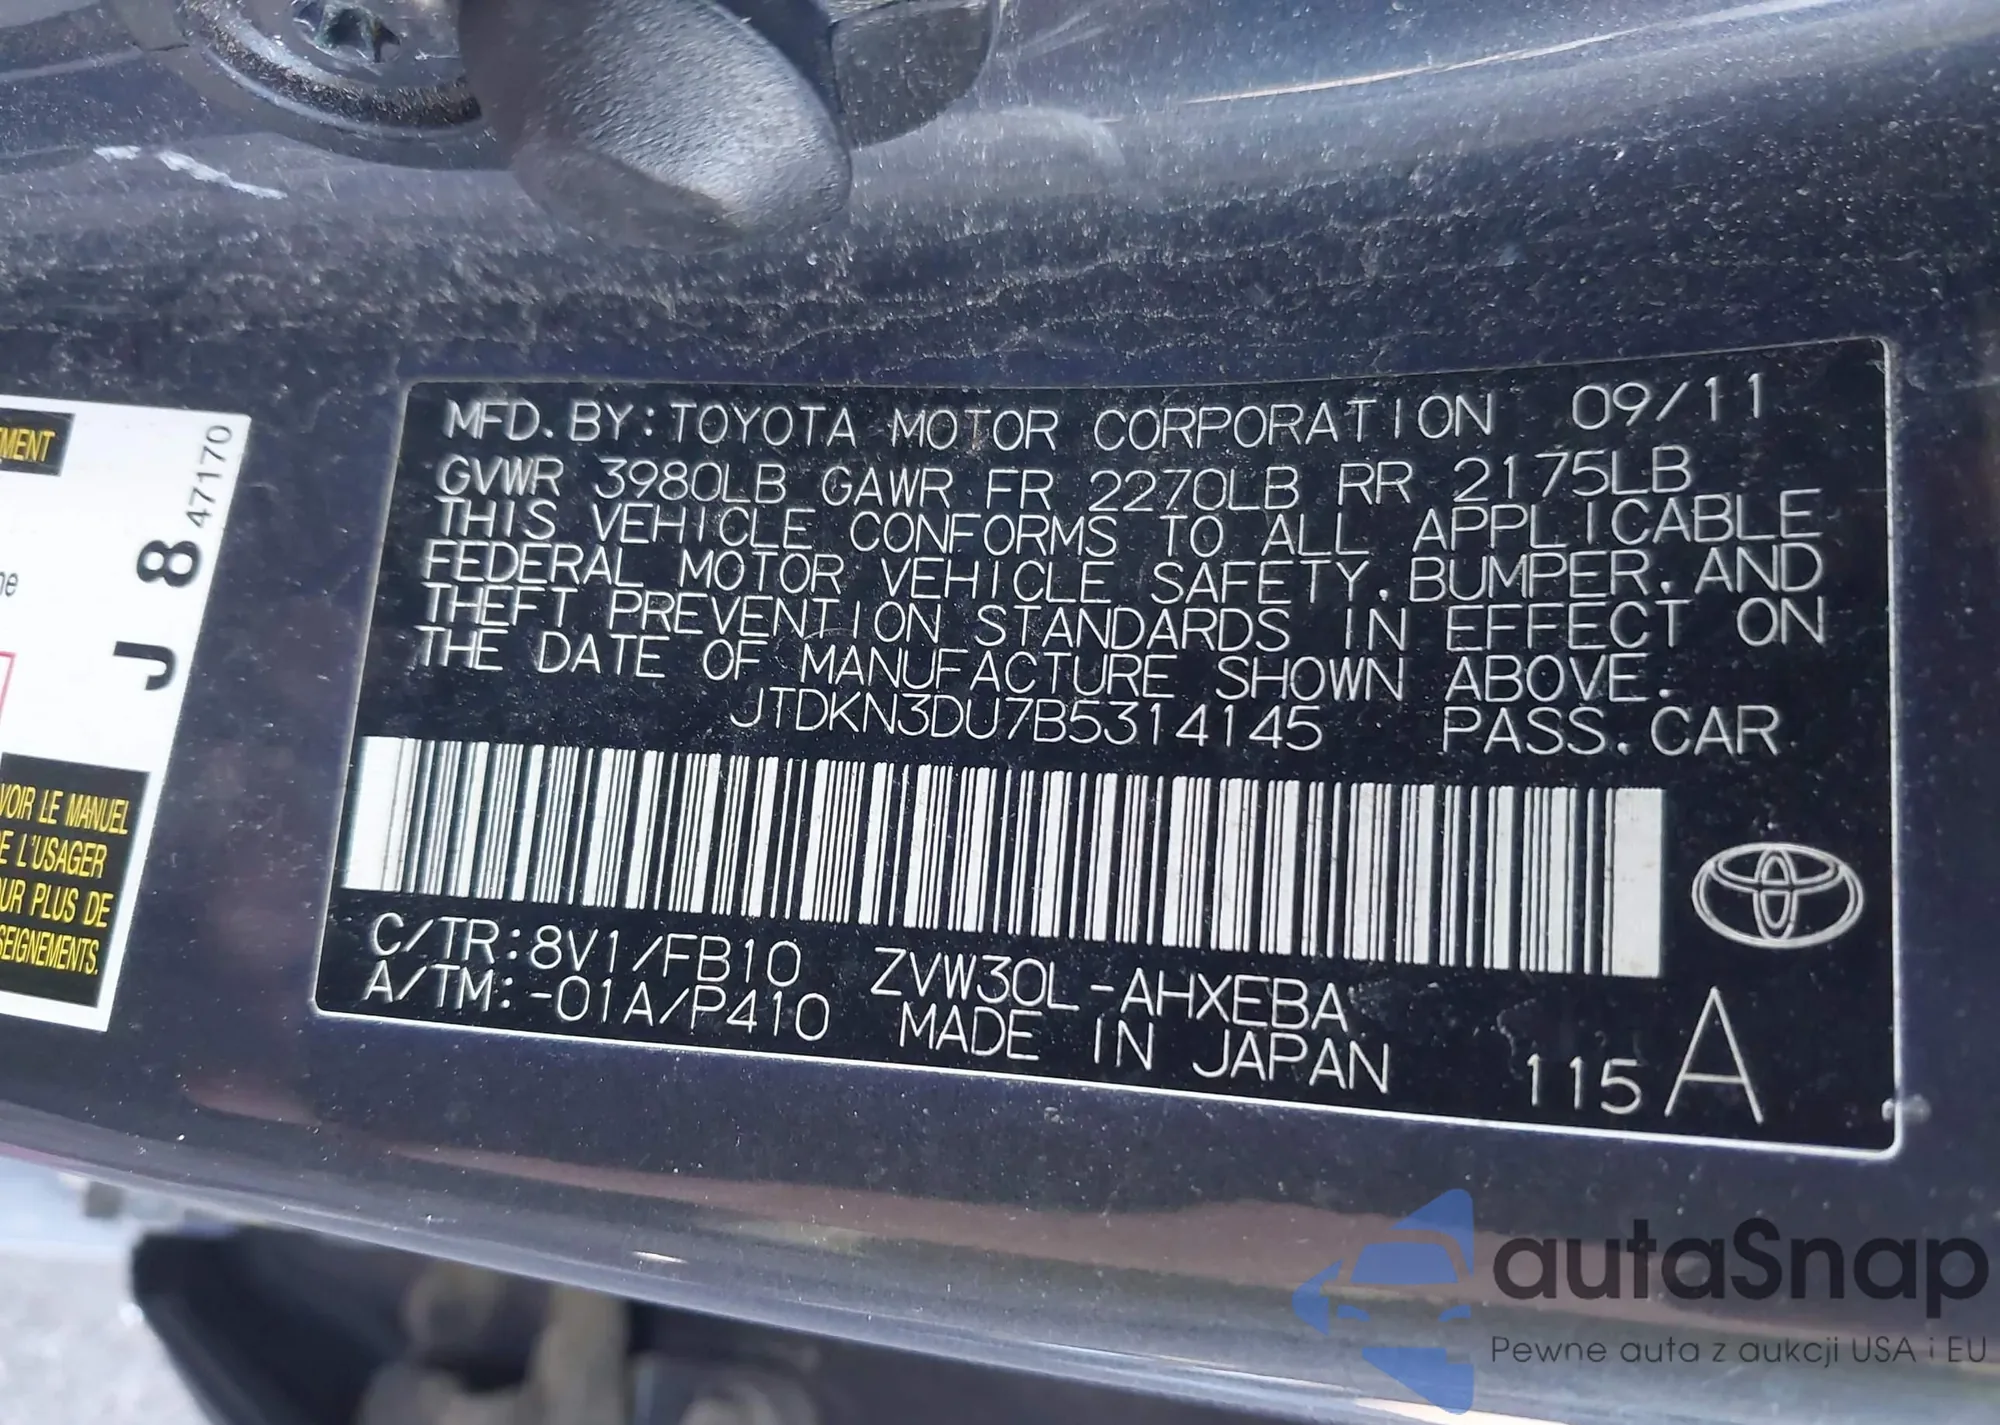 MFD. BY: TOYOTA MOTOR CORPORATION 09/11
GVWR 3980LB GAWR FR 2270LB RR 2175LB
THIS VEHICLE CONFORMS TO ALL APPLICABLE
FEDERAL MOTOR VEHICLE SAFETY, BUMPER, AND
THEFT PREVENTION STANDARDS IN EFFECT ON
THE DATE OF MANUFACTURE SHOWN ABOVE.
JTDKN3DU7B5314145 PASS. CAR
C/TR: 8V1/FB10 ZVW30L-AHXEBA
A/TM: -01A/P410 MADE IN JAPAN 115 A
J 8 47170
VOIR LE MANUEL
L'USAGER
PLUS DE
autaSnap
Pewne auta z aukcji USA i EU